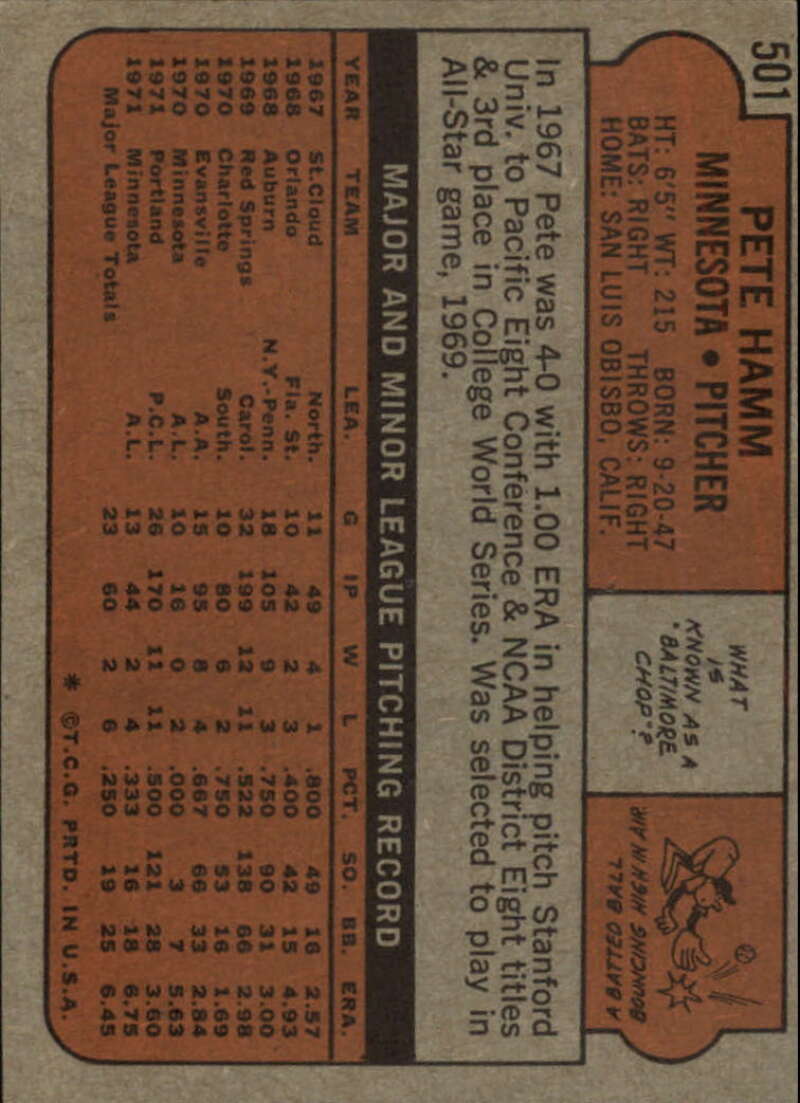 501
PETE HAMM
MINNESOTA • PITCHER
HT: 6'5" WT: 215 BORN: 9-20-47
BATS: RIGHT THROWS: RIGHT
HOME: SAN LUIS OBISBO, CALIF.
WHAT
IS
KNOWN AS A
"BALTIMORE
CHOP"?
A BATTED BALL
BOUNCING HIGH IN AIR
In 1967 Pete was 4-0 with 1.00 ERA in helping pitch Stanford
Univ. to Pacific Eight Conference & NCAA District Eight titles
& 3rd place in College World Series. Was selected to play in
All-Star game, 1969.
MAJOR AND MINOR LEAGUE PITCHING RECORD
YEAR TEAM LEA. G IP W L PCT. SO. BB. ERA.
1967 St.Cloud North. 11 49 4 1 .800 49 16 2.57
1968 Orlando Fla. St. 10 42 2 3 .400 42 15 4.93
1968 Auburn N.Y.-Penn. 18 105 9 3 .750 90 31 3.00
1969 Red Springs Carol. 32 199 12 11 .522 138 66 2.98
1970 Charlotte South. 10 80 6 2 .750 53 16 1.69
1970 Evansville A.A. 15 95 8 4 .667 66 33 2.84
1970 Minnesota A.L. 10 16 0 2 .000 3 7 5.63
1971 Portland P.C.L. 26 170 11 11 .500 121 28 3.60
1971 Minnesota A.L. 13 44 2 4 .333 16 18 6.75
Major League Totals 23 60 2 6 .250 19 25 6.45
* ©T.C.G. PRTD. IN U.S.A.